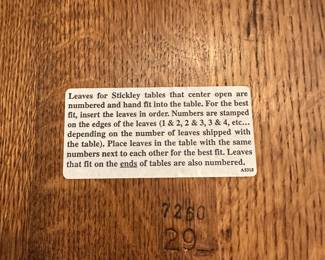 Leaves for Stickley tables that center open are
numbered and hand fit into the table. For the best
fit, insert the leaves in order. Numbers are stamped
on the edges of the leaves (1 & 2, 2 & 3, 3 & 4, etc...
depending on the number of leaves shipped with
the table). Place leaves in the table with the same
numbers next to each other for the best fit. Leaves
that fit on the ends of tables are also numbered.
A5318
7260
29